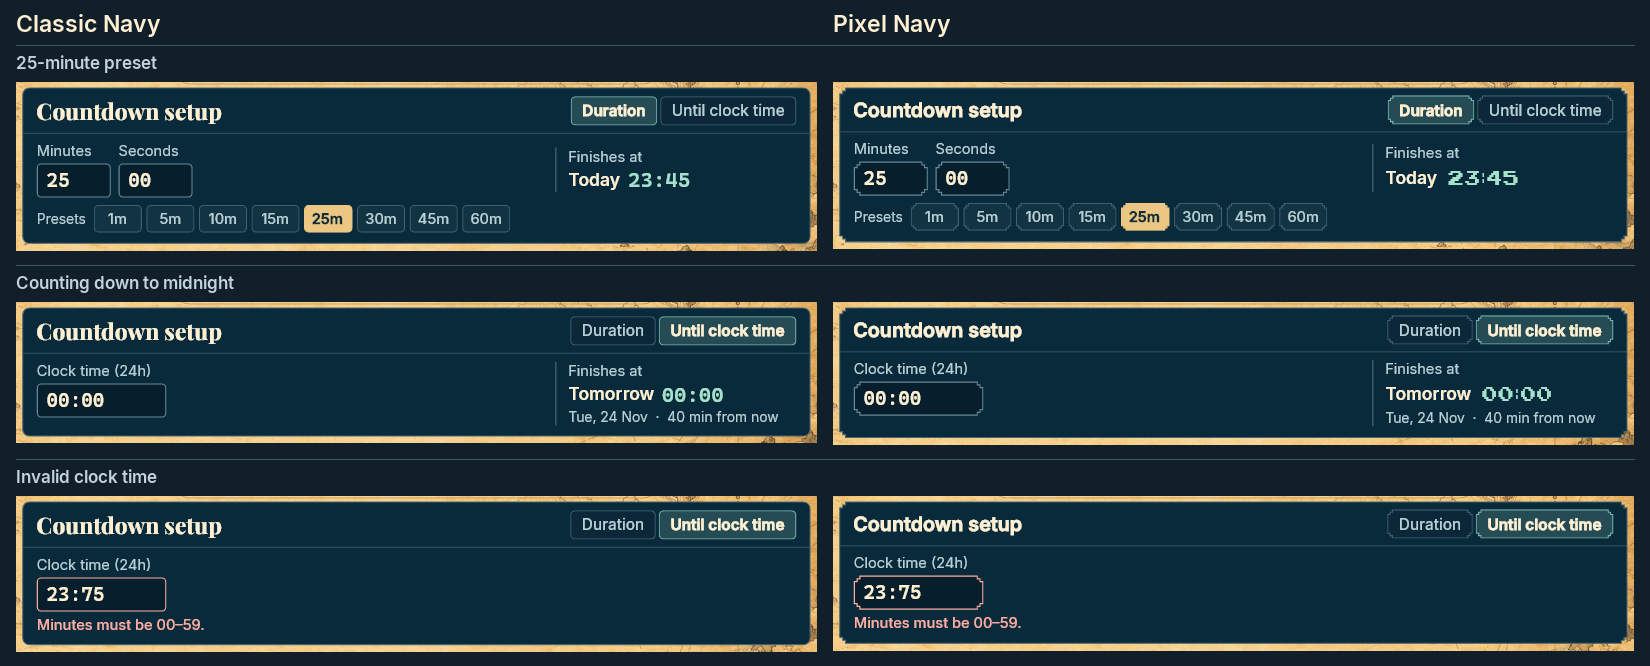 Classic Navy
Pixel Navy
25-minute preset
Countdown setup
Duration
Until clock time
Minutes
Seconds
25
00
Finishes at
Today 23:45
Presets 1m 5m 10m 15m 25m 30m 45m 60m
Countdown setup
Duration
Until clock time
Minutes
Seconds
25
00
Finishes at
Today 23:45
Presets 1m 5m 10m 15m 25m 30m 45m 60m
Counting down to midnight
Countdown setup
Duration
Until clock time
Clock time (24h)
00:00
Finishes at
Tomorrow 00:00
Tue, 24 Nov · 40 min from now
Countdown setup
Duration
Until clock time
Clock time (24h)
00:00
Finishes at
Tomorrow 00:00
Tue, 24 Nov · 40 min from now
Invalid clock time
Countdown setup
Duration
Until clock time
Clock time (24h)
23:75
Minutes must be 00–59.
Countdown setup
Duration
Until clock time
Clock time (24h)
23:75
Minutes must be 00–59.